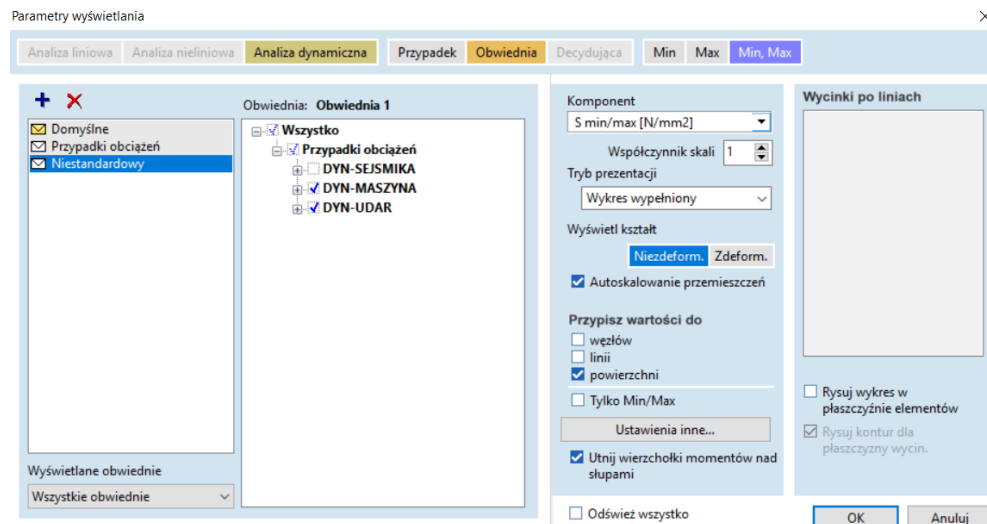 Parametry wyświetlania
Analiza liniowa Analiza nieliniowa Analiza dynamiczna Przypadek Obwiednia Decydująca Min Max Min, Max
Obwiednia: Obwiednia 1
Domyślne
Przypadki obciążeń
Niestandardowy
Wszystko
Przypadki obciążeń
DYN-SEJSMIKA
DYN-MASZYNA
DYN-UDAR
Wyświetlane obwiednie
Wszystkie obwiednie
Komponent
S min/max [N/mm2]
Współczynnik skali 1
Tryb prezentacji
Wykres wypełniony
Wyświetl kształt
Niezdeform. Zdeform.
Autoskalowanie przemieszczeń
Przypisz wartości do
węzłów
linii
powierzchni
Tylko Min/Max
Ustawienia inne...
Utnij wierzchołki momentów nad
słupami
Odśwież wszystko
Wycinki po liniach
Rysuj wykres w
płaszczyźnie elementów
Rysuj kontur dla
płaszczyzny wycin.
OK Anuluj